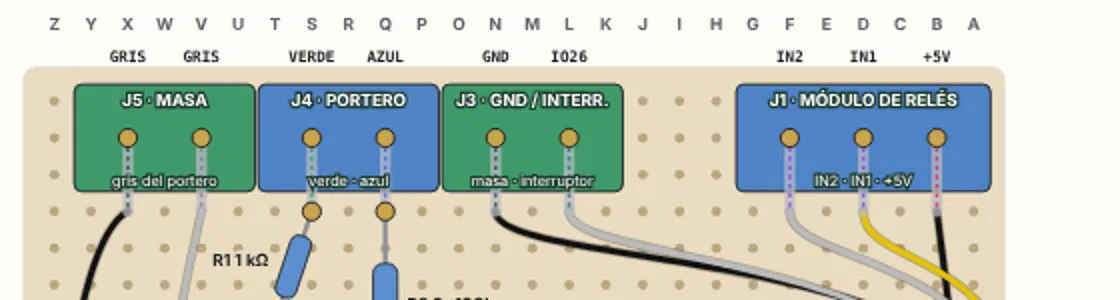 Z Y X W V U T S R Q P O N M L K J I H G F E D C B A
GRIS GRIS VERDE AZUL GND IO26 IN2 IN1 +5V
J5 · MASA J4 · PORTERO J3 · GND / INTERR. J1 · MÓDULO DE RELÉS
gris del portero verde · azul masa · interruptor IN2 · IN1 · +5V
R1 1 kΩ